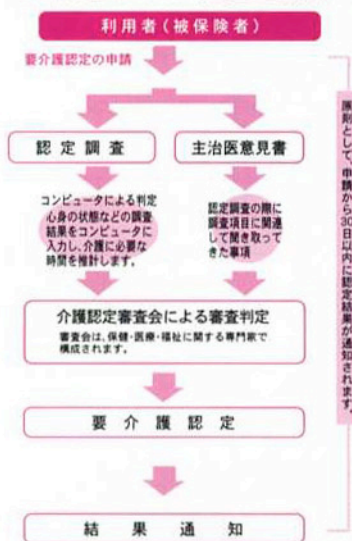 利用者(被保険者)
要介護認定の申請
認定調査
主治医意見書
コンピュータによる判定
心身の状態などの調査
結果をコンピュータに
入力し、介護に必要な
時間を推計します。
認定調査の際に
調査項目に関連
して聞き取って
きた事項
介護認定審査会による審査判定
審査会は、保健・医療・福祉に関する専門家で
構成されます。
要介護認定
結果通知
原則として、申請から30日以内に認定結果が通知されます。